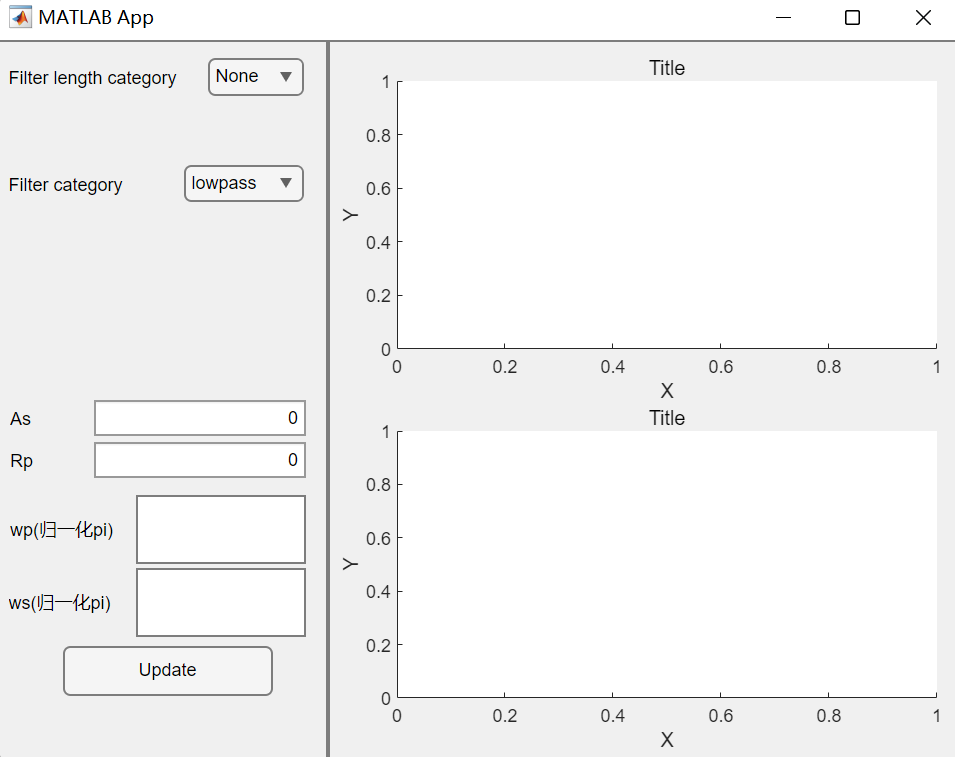 MATLAB App
Filter length category
None
Filter category
lowpass
As
0
Rp
0
wp(归一化pi)
ws(归一化pi)
Update
Title
1
0.8
0.6
0.4
0.2
0
Y
0 0.2 0.4 0.6 0.8 1
X
Title
1
0.8
0.6
0.4
0.2
0
Y
0 0.2 0.4 0.6 0.8 1
X